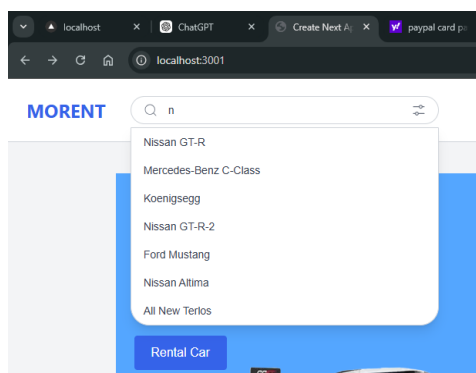 localhost
ChatGPT
Create Next Ap
paypal card pa
localhost:3001
MORENT
n
Nissan GT-R
Mercedes-Benz C-Class
Koenigsegg
Nissan GT-R-2
Ford Mustang
Nissan Altima
All New Terlos
Rental Car